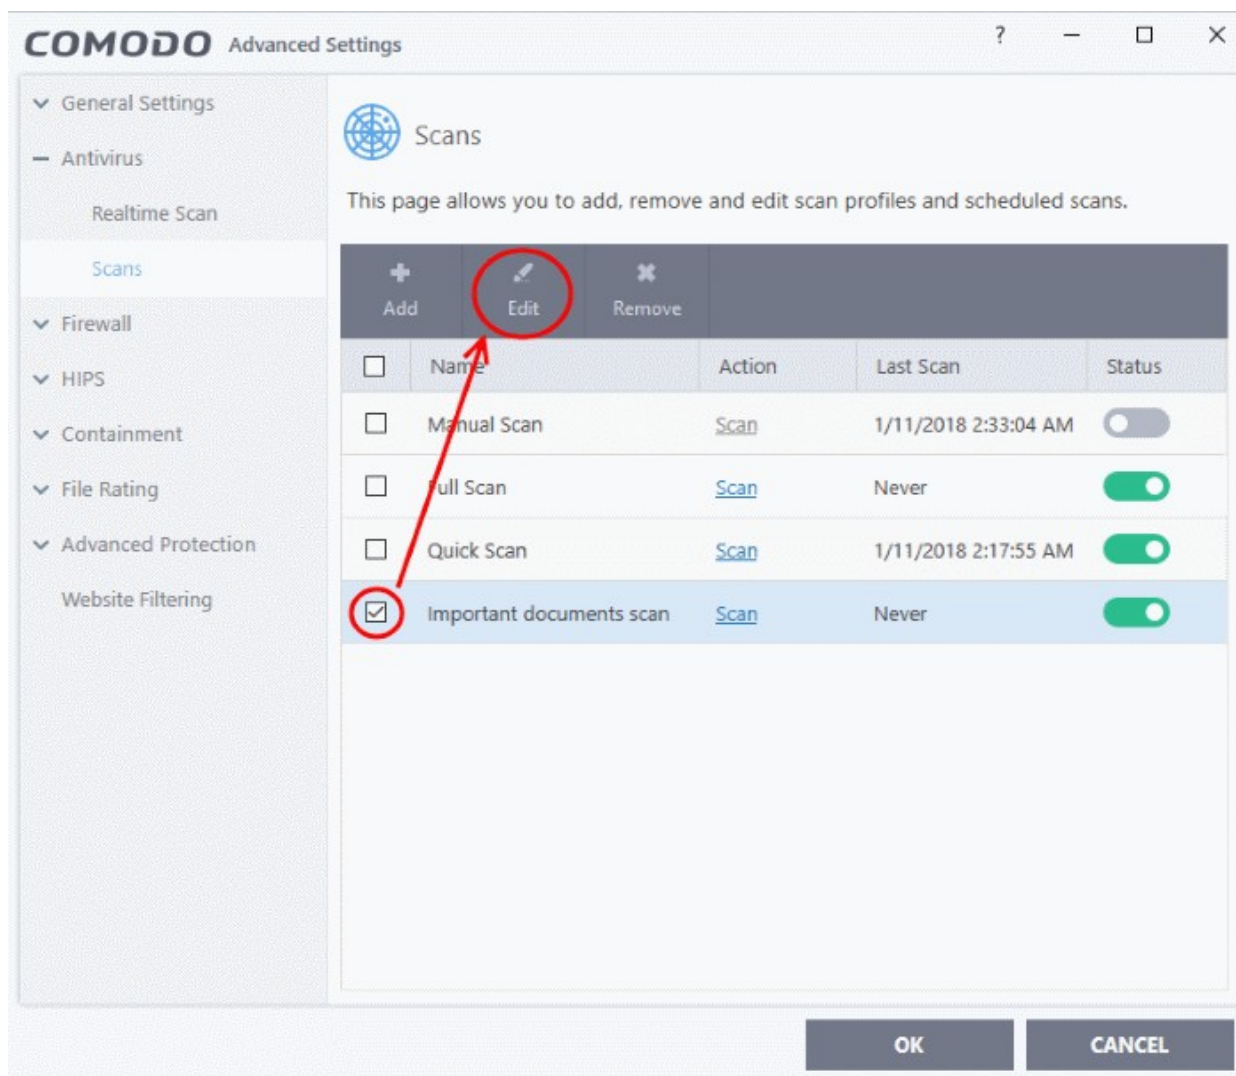 COMODO Advanced Settings ?
General Settings
Antivirus
Realtime Scan
Scans
Firewall
HIPS
Containment
File Rating
Advanced Protection
Website Filtering
Scans
This page allows you to add, remove and edit scan profiles and scheduled scans.
Add Edit Remove
Name Action Last Scan Status
Manual Scan Scan 1/11/2018 2:33:04 AM
Full Scan Scan Never
Quick Scan Scan 1/11/2018 2:17:55 AM
Important documents scan Scan Never
OK CANCEL